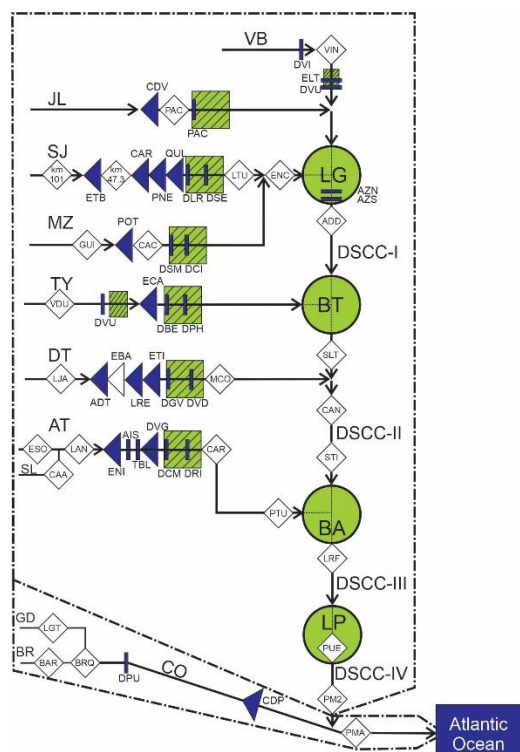 VB
DVI
VIN
ELT
DVU
JL
CDV
PAC
PAC
SJ
km
101
ETB
km
47.3
CAR
QUL
PNE
DLR DSE
LTU
ENC
LG
AZN
AZS
ADD
MZ
GUI
POT
CAC
DSM DCI
DSCC-I
TY
VDU
DVU
ECA
DBE DPH
BT
SLT
DT
LJA
EBA
ETI
ADT
LRE
DGV DVD
MCO
CAN
DSCC-II
AT
ESO
LAN
SL
CAA
AIS
DVG
ENI
TBL
DCM DRI
CAR
STI
PTU
BA
LRF
DSCC-III
GD
LGT
BR
BAR
BRQ
DPU
CO
CDP
LP
PUE
DSCC-IV
PM2
PMA
Atlantic
Ocean